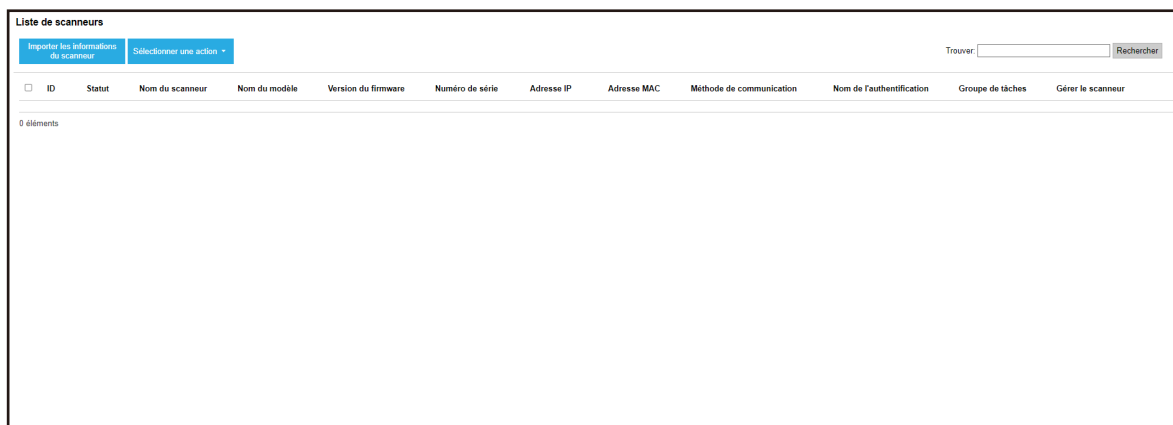 Liste de scanneurs
Importer les informations
du scanneur
Sélectionner une action
Trouver:
Rechercher
ID Statut Nom du scanneur Nom du modèle Version du firmware Numéro de série Adresse IP Adresse MAC Méthode de communication Nom de l'authentification Groupe de tâches Gérer le scanneur
0 éléments